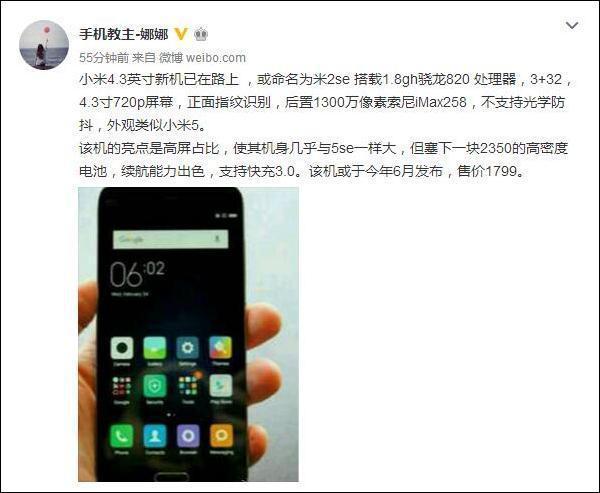 手机教主-娜娜
55分钟前 来自 微博 weibo.com
小米4.3英寸新机已在路上 ，或命名为米2se 搭载1.8gh骁龙820 处理器，3+32，
4.3寸720p屏幕，正面指纹识别，后置1300万像素索尼iMax258，不支持光学防
抖，外观类似小米5。
该机的亮点是高屏占比，使其机身几乎与5se一样大，但塞下一块2350的高密度
电池，续航能力出色，支持快充3.0。该机或于今年6月发布，售价1799。
Google
06:02
Wed, February 24
Camera Gallery Settings Themes
Google Security Tools Play Store
Phone Contacts Browser Messaging